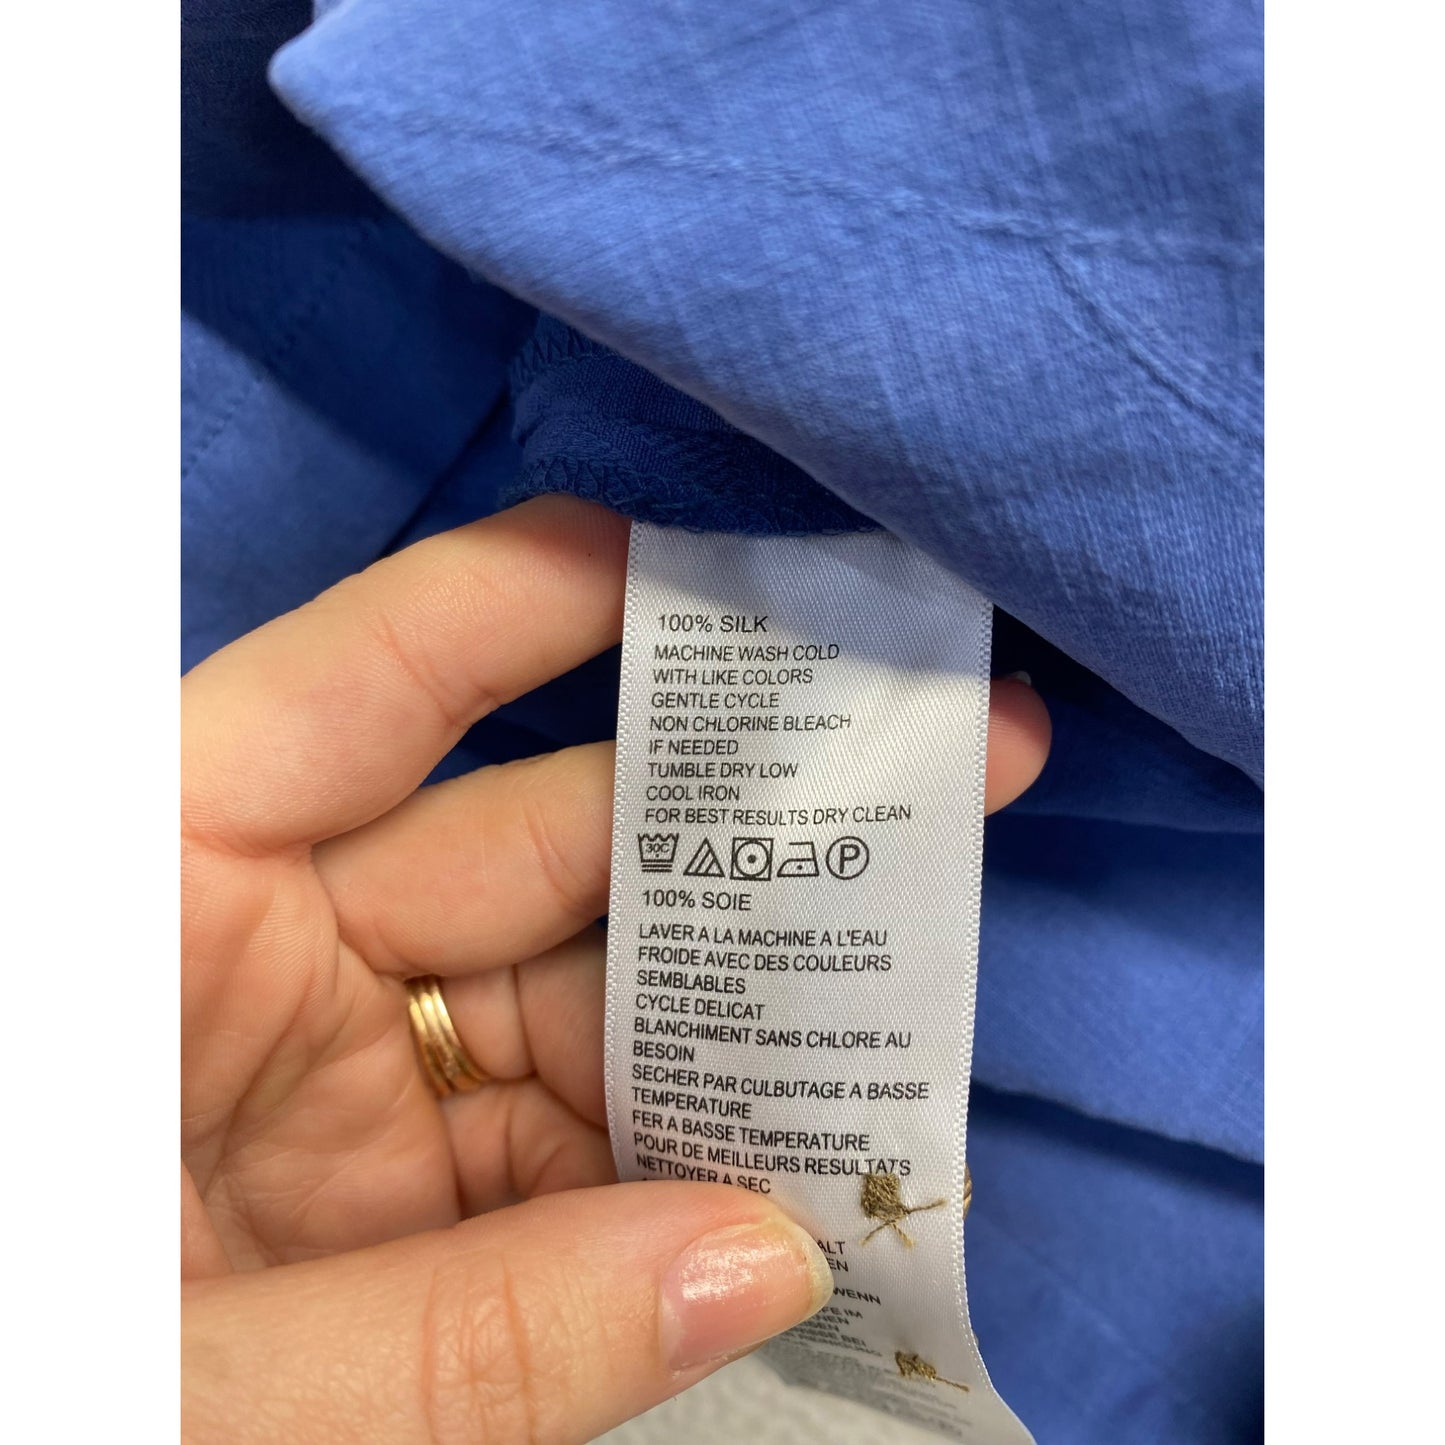 100% SILK
MACHINE WASH COLD
WITH LIKE COLORS
GENTLE CYCLE
NON CHLORINE BLEACH
IF NEEDED
TUMBLE DRY LOW
COOL IRON
FOR BEST RESULTS DRY CLEAN
30C P
100% SOIE
LAVER A LA MACHINE A L'EAU
FROIDE AVEC DES COULEURS
SEMBLABLES
CYCLE DELICAT
BLANCHIMENT SANS CHLORE AU
BESOIN
SECHER PAR CULBUTAGE A BASSE
TEMPERATURE
FER A BASSE TEMPERATURE
POUR DE MEILLEURS RESULTATS
NETTOYER A SEC
WENN
IM
BEI